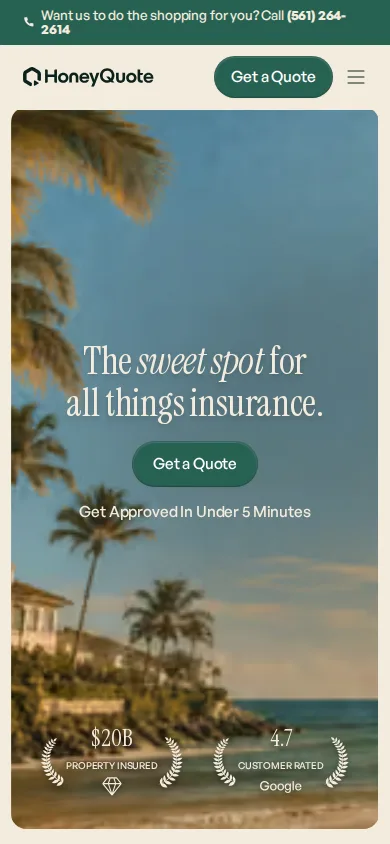 Want us to do the shopping for you? Call (561) 264-
2614
HoneyQuote
Get a Quote
The sweet spot for
all things insurance.
Get a Quote
Get Approved In Under 5 Minutes
$20B
PROPERTY INSURED
4.7
CUSTOMER RATED
Google